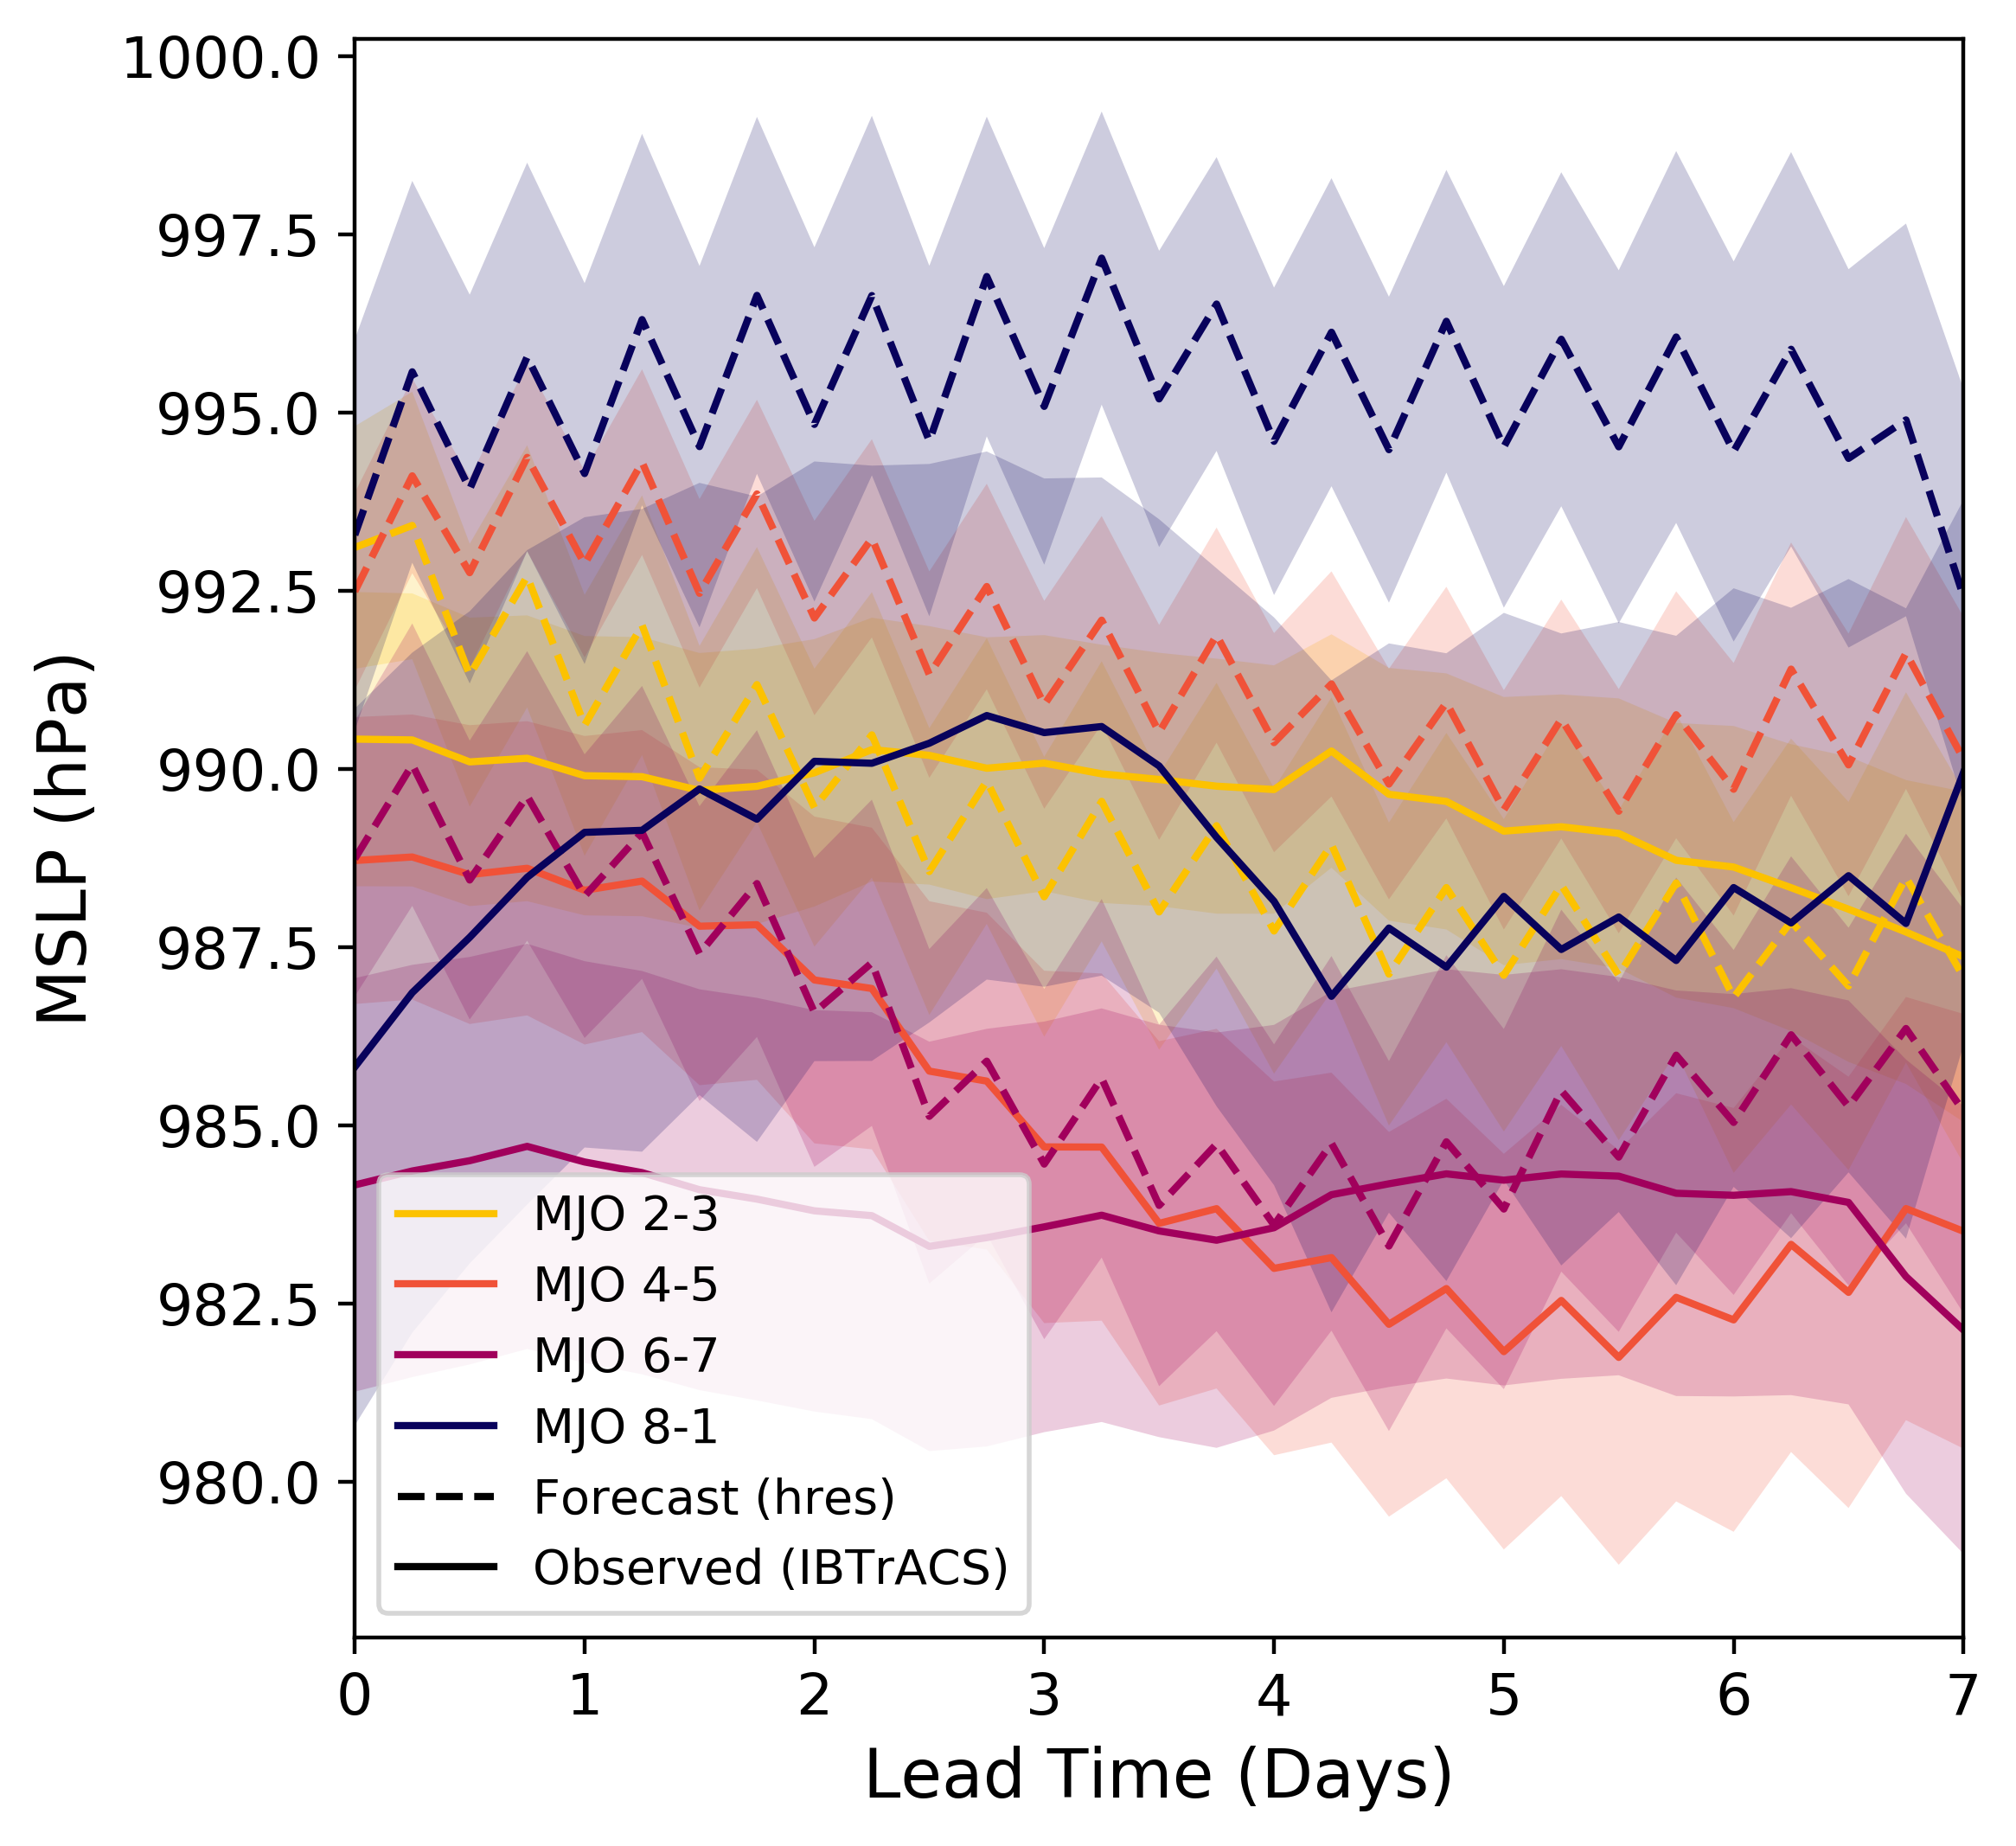 1000.0
997.5
995.0
992.5
990.0
987.5
985.0
982.5
980.0
MSLP (hPa)
MJO 2-3
MJO 4-5
MJO 6-7
MJO 8-1
Forecast (hres)
Observed (IBTrACS)
0 1 2 3 4 5 6 7
Lead Time (Days)